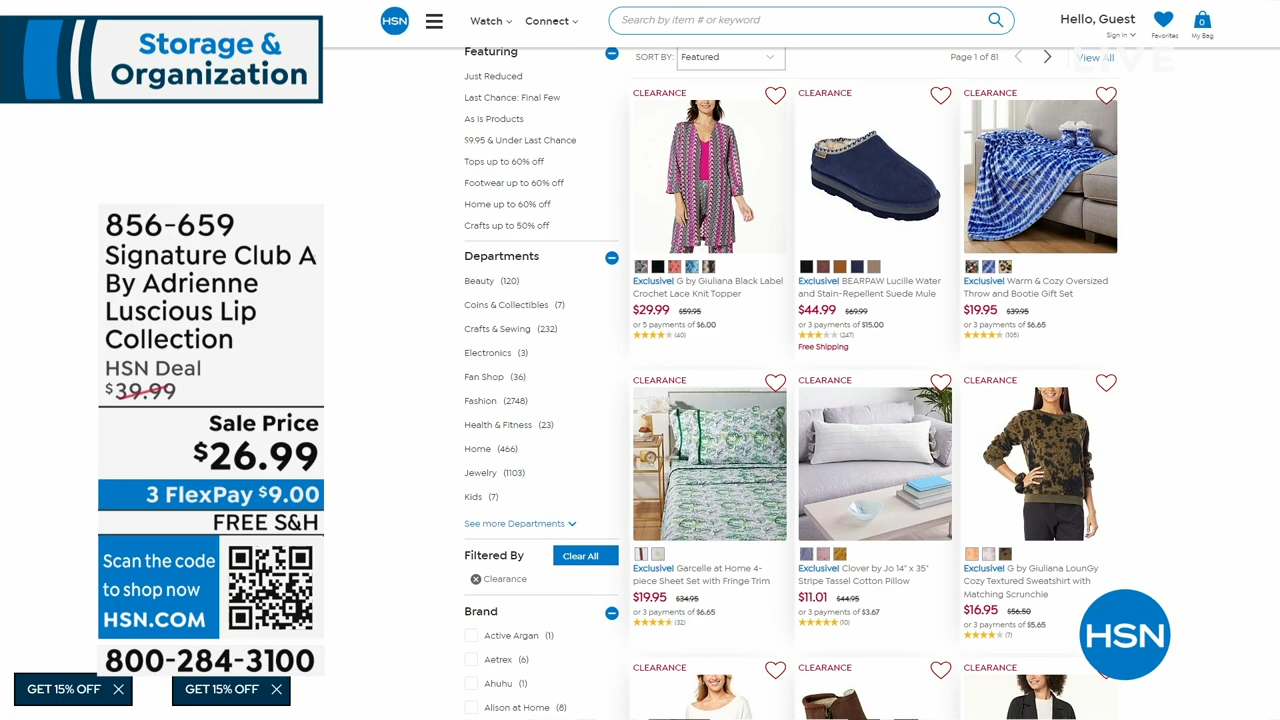 Storage &
Organization
HSN
Watch
Connect
Search by item # or keyword
Hello, Guest
Sign In
Favorites
0
My Bag
LIVE
856-659
Signature Club A
By Adrienne
Luscious Lip
Collection
HSN Deal
$39.99
Sale Price
$26.99
3 FlexPay $9.00
FREE S&H
Scan the code
to shop now
HSN.COM
800-284-3100
GET 15% OFF
GET 15% OFF
Featuring
Just Reduced
Last Chance: Final Few
As Is Products
$9.95 & Under Last Chance
Tops up to 60% off
Footwear up to 60% off
Home up to 60% off
Crafts up to 50% off
Departments
Beauty (120)
Coins & Collectibles (7)
Crafts & Sewing (232)
Electronics (3)
Fan Shop (36)
Fashion (2748)
Health & Fitness (23)
Home (466)
Jewelry (1103)
Kids (7)
See more Departments
Filtered By
Clear All
Clearance
Brand
Active Argan (1)
Aetrex (6)
Ahuhu (1)
Alison at Home (8)
SORT BY:
Featured
Page 1 of 81
View All
CLEARANCE
Exclusive! G by Giuliana Black Label
Crochet Lace Knit Topper
$29.99 $59.95
or 5 payments of $6.00
(40)
CLEARANCE
Exclusive! BEARPAW Lucille Water
and Stain-Repellent Suede Mule
$44.99 $69.99
or 3 payments of $15.00
(247)
Free Shipping
CLEARANCE
Exclusive! Warm & Cozy Oversized
Throw and Bootie Gift Set
$19.95 $39.95
or 3 payments of $6.65
(105)
CLEARANCE
Exclusive! Garcelle at Home 4-
piece Sheet Set with Fringe Trim
$19.95 $34.95
or 3 payments of $6.65
(32)
CLEARANCE
Exclusive! Clover by Jo 14" x 35"
Stripe Tassel Cotton Pillow
$11.01 $44.95
or 3 payments of $3.67
(10)
CLEARANCE
Exclusive! G by Giuliana LounGy
Cozy Textured Sweatshirt with
Matching Scrunchie
$16.95 $56.50
or 3 payments of $5.65
(7)
CLEARANCE
CLEARANCE
CLEARANCE
HSN